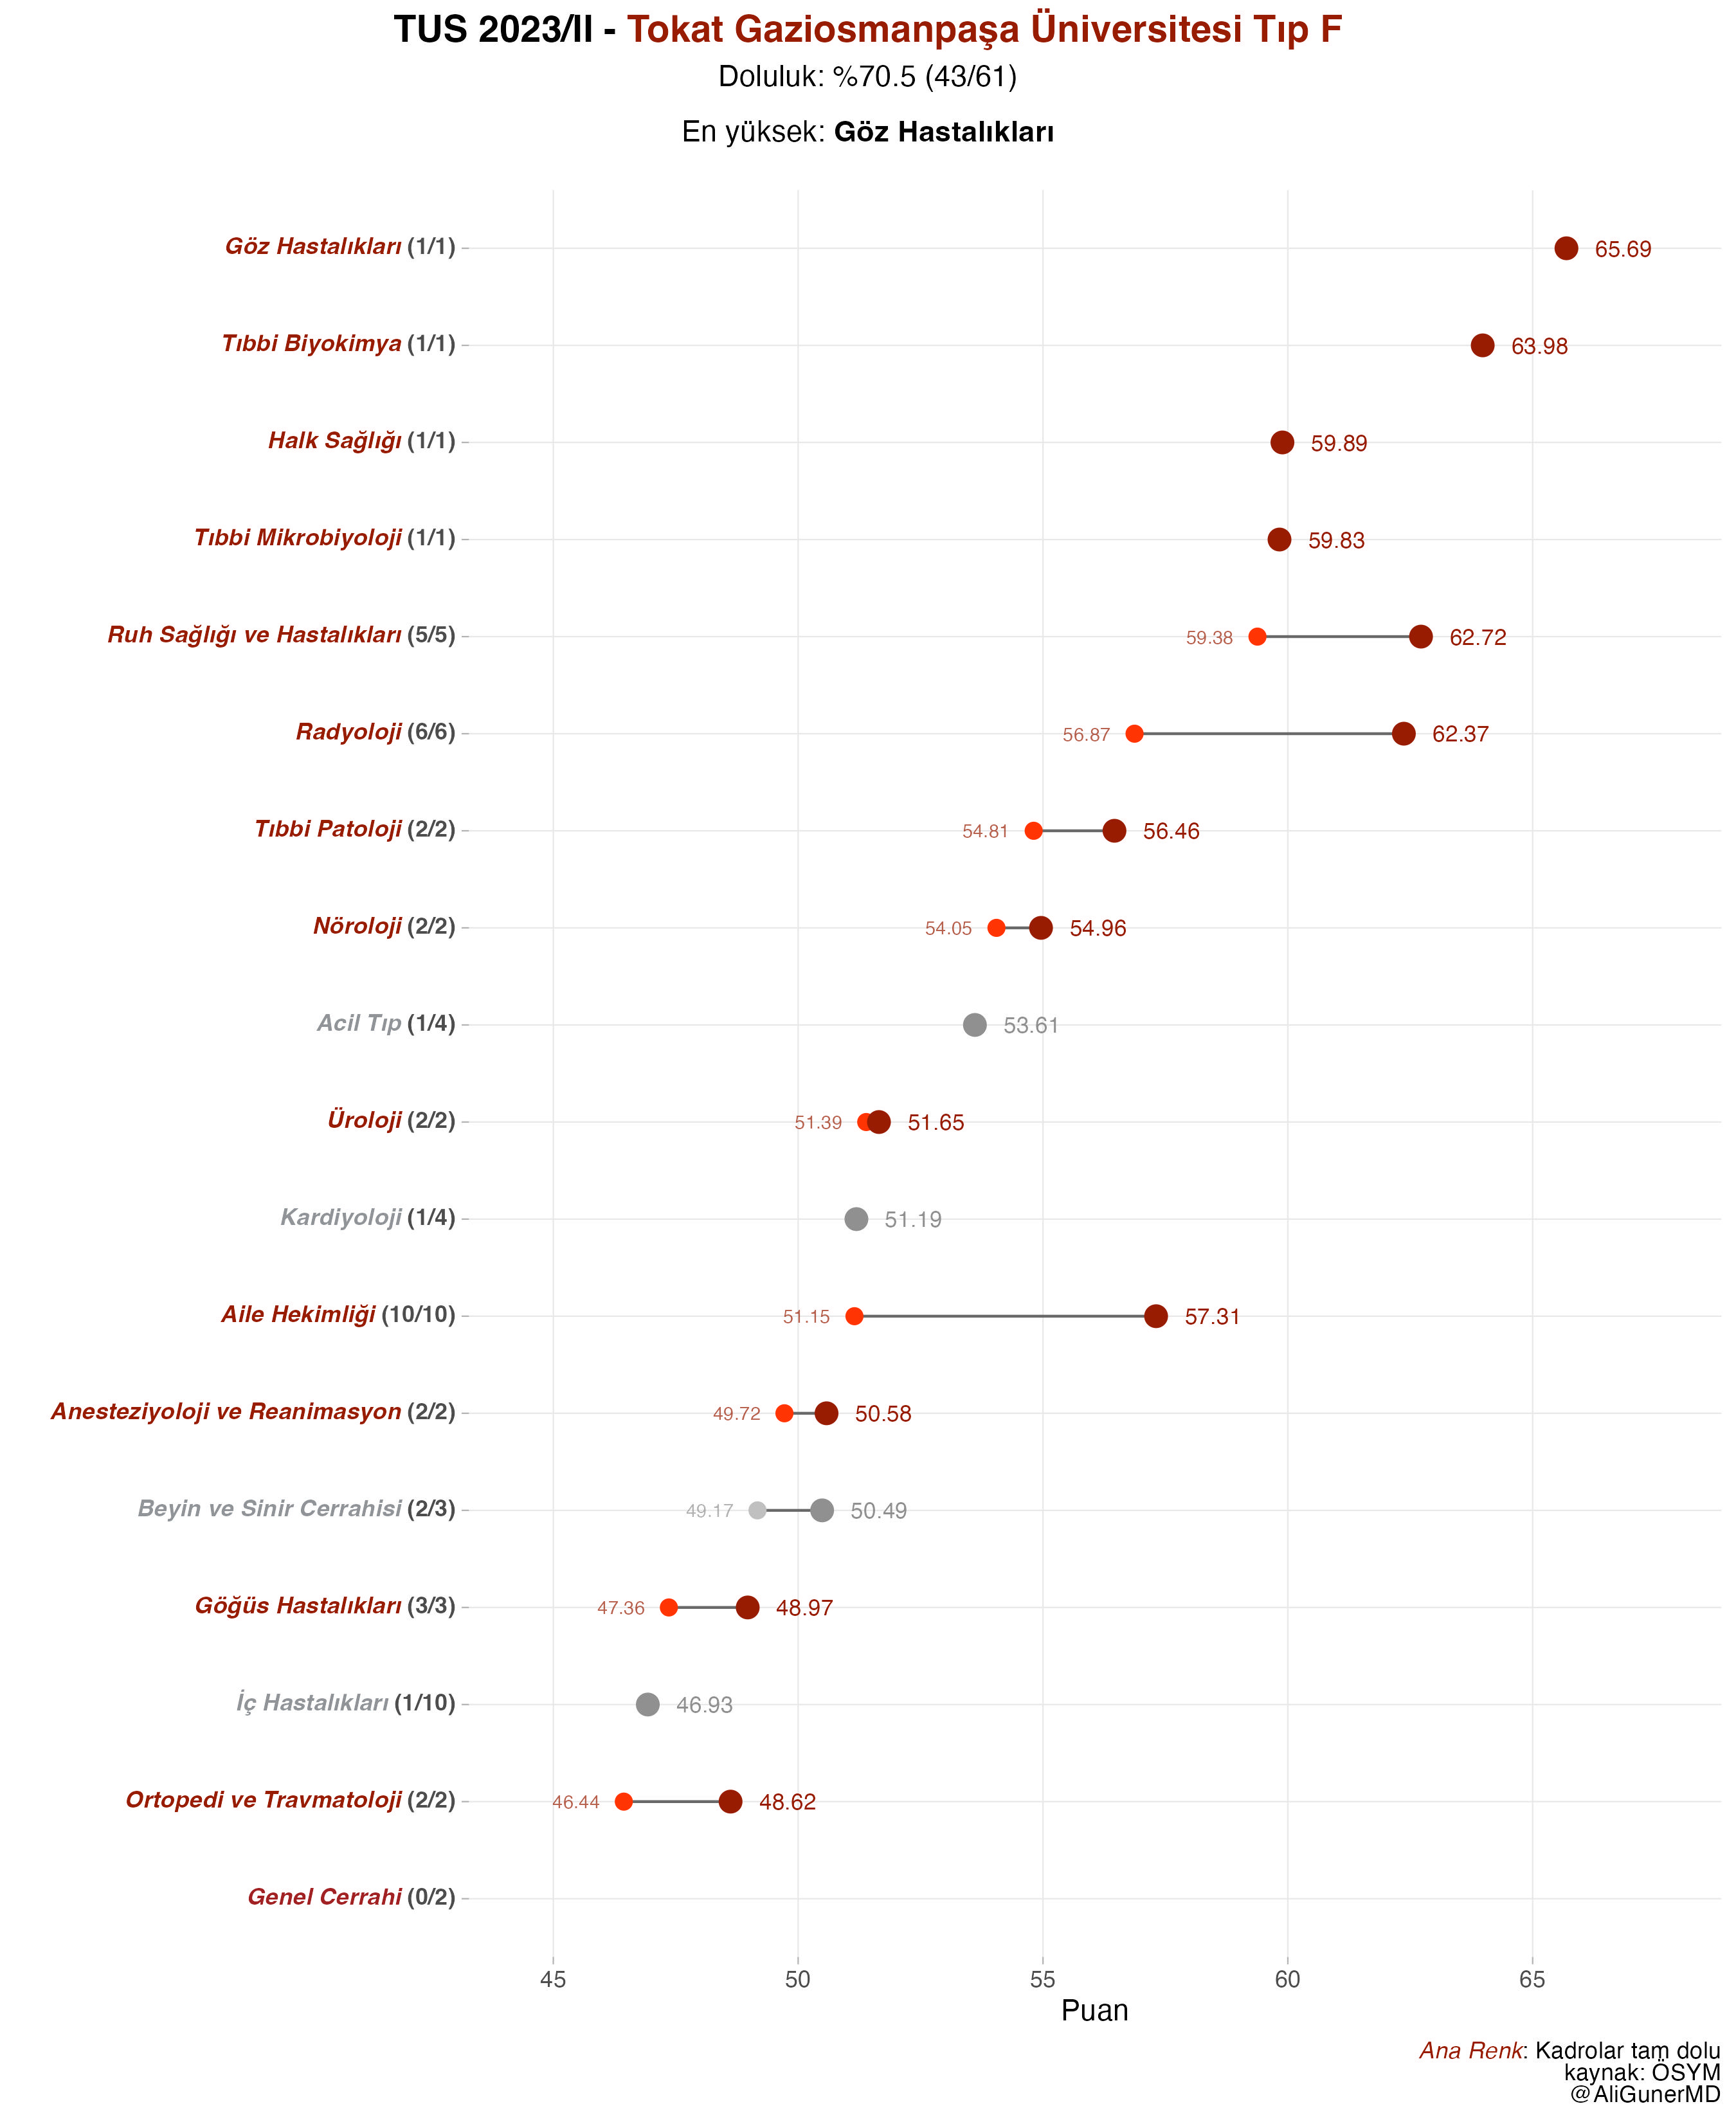 TUS 2023/II - Tokat Gaziosmanpaşa Üniversitesi Tıp F
Doluluk: %70.5 (43/61)
En yüksek: Göz Hastalıkları
Göz Hastalıkları (1/1) 65.69
Tıbbi Biyokimya (1/1) 63.98
Halk Sağlığı (1/1) 59.89
Tıbbi Mikrobiyoloji (1/1) 59.83
Ruh Sağlığı ve Hastalıkları (5/5) 59.38 62.72
Radyoloji (6/6) 56.87 62.37
Tıbbi Patoloji (2/2) 54.81 56.46
Nöroloji (2/2) 54.05 54.96
Acil Tıp (1/4) 53.61
Üroloji (2/2) 51.39 51.65
Kardiyoloji (1/4) 51.19
Aile Hekimliği (10/10) 51.15 57.31
Anesteziyoloji ve Reanimasyon (2/2) 49.72 50.58
Beyin ve Sinir Cerrahisi (2/3) 49.17 50.49
Göğüs Hastalıkları (3/3) 47.36 48.97
İç Hastalıkları (1/10) 46.93
Ortopedi ve Travmatoloji (2/2) 46.44 48.62
Genel Cerrahi (0/2)
45 50 55 60 65
Puan
Ana Renk: Kadrolar tam dolu
kaynak: ÖSYM
@AliGunerMD